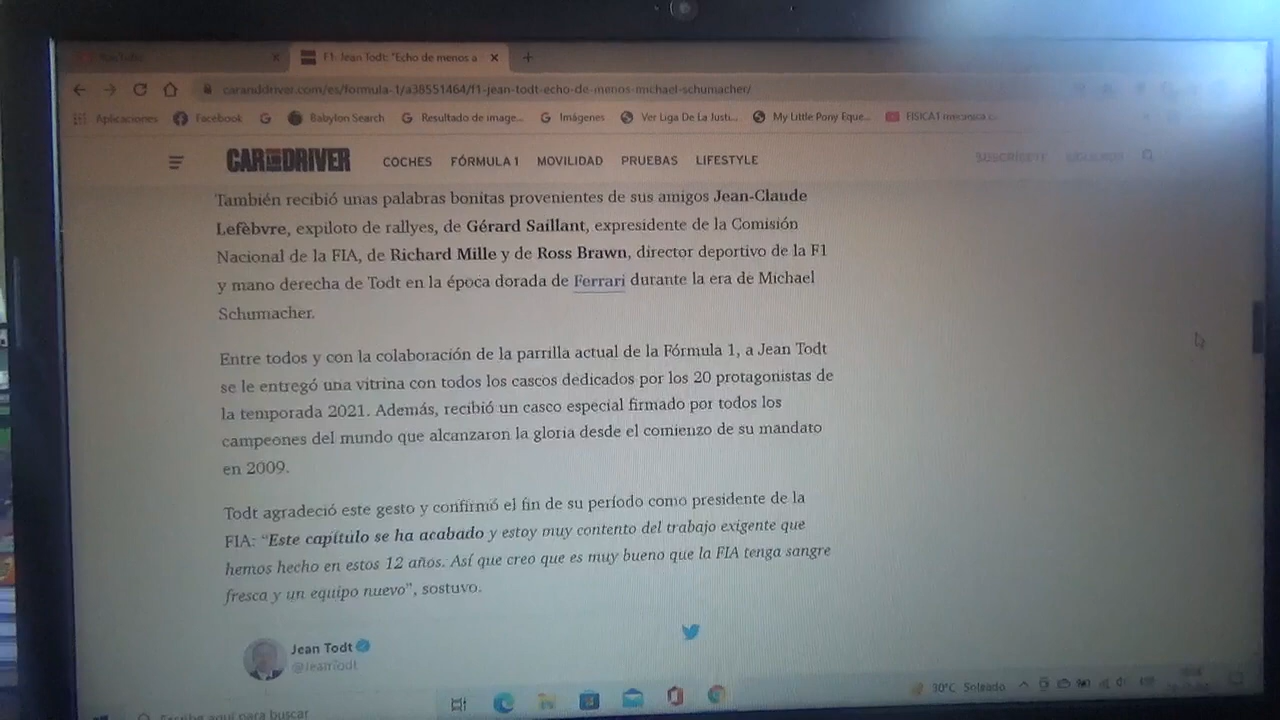 YouTube
F1: Jean Todt: "Echo de menos a
caranddriver.com/es/formula-1/a38551464/f1-jean-todt-echo-de-menos-michael-schumacher/
Aplicaciones Facebook Babylon Search Resultado de image... Imágenes Ver Liga De La Justi... My Little Pony Eque... FISICA1 mecanica c...
CAR AND DRIVER COCHES FÓRMULA 1 MOVILIDAD PRUEBAS LIFESTYLE SUSCRÍBETE SÍGUENOS
También recibió unas palabras bonitas provenientes de sus amigos Jean-Claude
Lefèbvre, expiloto de rallyes, de Gérard Saillant, expresidente de la Comisión
Nacional de la FIA, de Richard Mille y de Ross Brawn, director deportivo de la F1
y mano derecha de Todt en la época dorada de Ferrari durante la era de Michael
Schumacher.
Entre todos y con la colaboración de la parrilla actual de la Fórmula 1, a Jean Todt
se le entregó una vitrina con todos los cascos dedicados por los 20 protagonistas de
la temporada 2021. Además, recibió un casco especial firmado por todos los
campeones del mundo que alcanzaron la gloria desde el comienzo de su mandato
en 2009.
Todt agradeció este gesto y confirmó el fin de su período como presidente de la
FIA: "Este capítulo se ha acabado y estoy muy contento del trabajo exigente que
hemos hecho en estos 12 años. Así que creo que es muy bueno que la FIA tenga sangre
fresca y un equipo nuevo", sostuvo.
Jean Todt
@JeanTodt
Escribe aquí para buscar
30°C Soleado